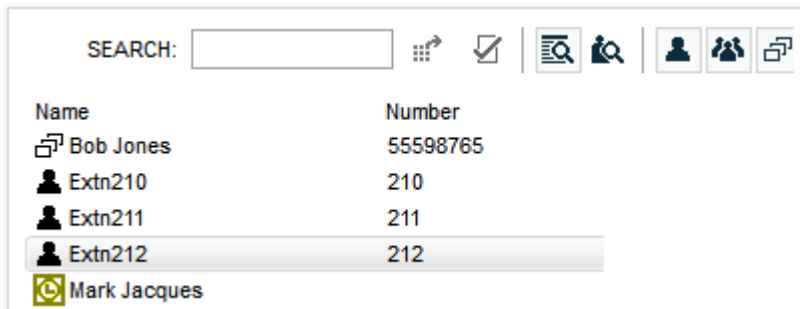 SEARCH:
Name Number
Bob Jones 55598765
Extn210 210
Extn211 211
Extn212 212
Mark Jacques